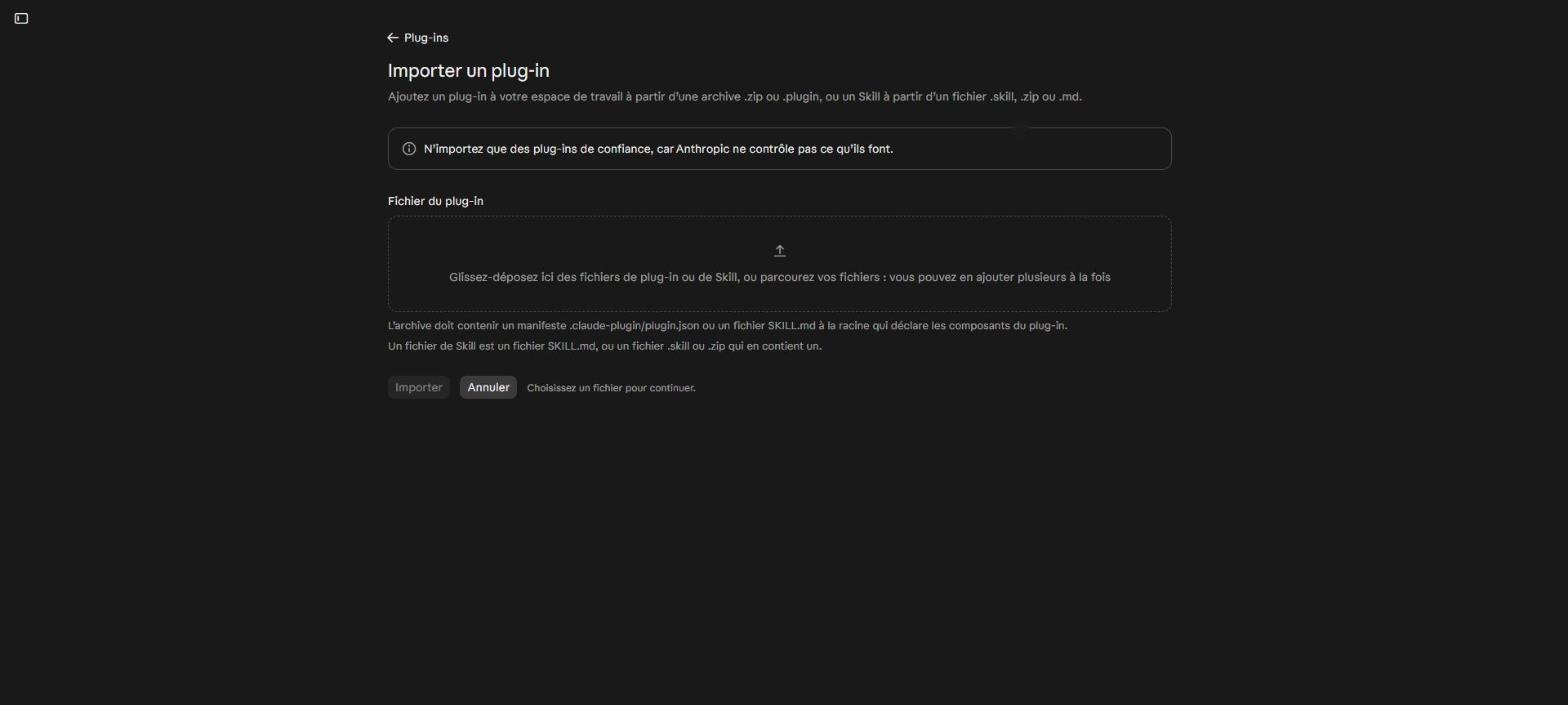 Plug-ins
Importer un plug-in
Ajoutez un plug-in à votre espace de travail à partir d'une archive .zip ou .plugin, ou un Skill à partir d'un fichier .skill, .zip ou .md.
N'importez que des plug-ins de confiance, car Anthropic ne contrôle pas ce qu'ils font.
Fichier du plug-in
Glissez-déposez ici des fichiers de plug-in ou de Skill, ou parcourez vos fichiers : vous pouvez en ajouter plusieurs à la fois
L'archive doit contenir un manifeste .claude-plugin/plugin.json ou un fichier SKILL.md à la racine qui déclare les composants du plug-in.
Un fichier de Skill est un fichier SKILL.md, ou un fichier .skill ou .zip qui en contient un.
Importer Annuler Choisissez un fichier pour continuer.